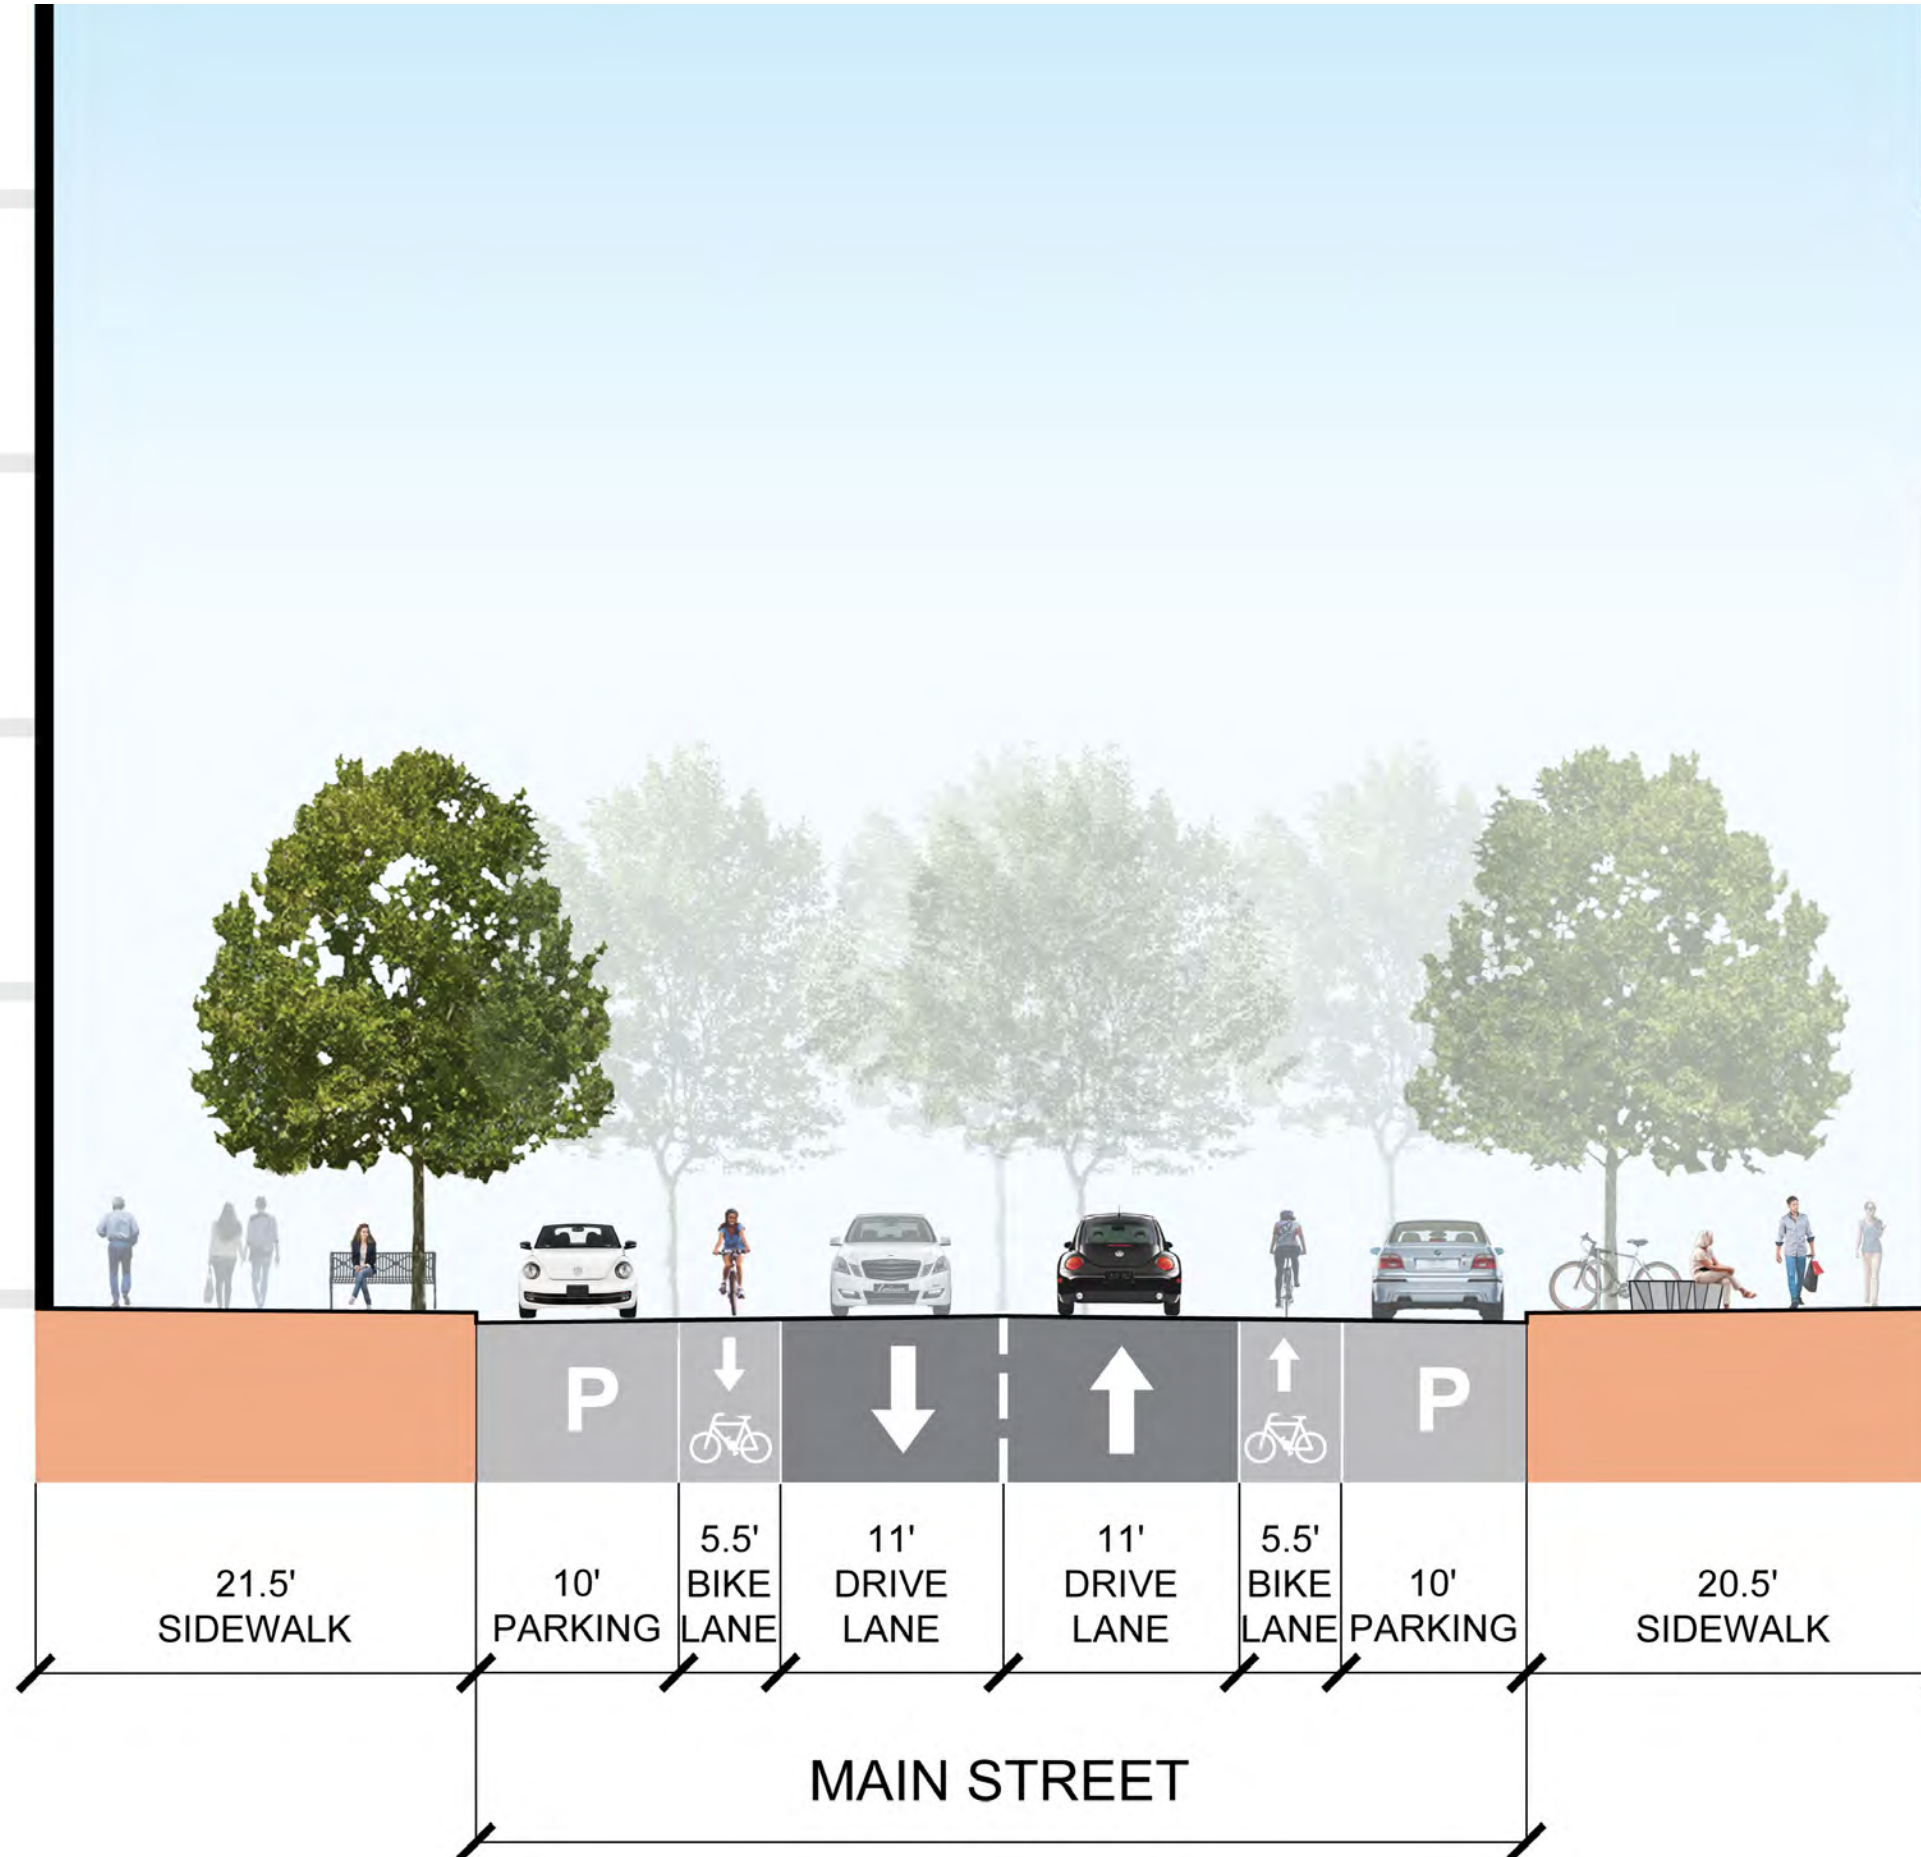 P
P
21.5'
SIDEWALK
10'
PARKING
5.5'
BIKE
LANE
11'
DRIVE
LANE
11'
DRIVE
LANE
5.5'
BIKE
LANE
10'
PARKING
20.5'
SIDEWALK
MAIN STREET